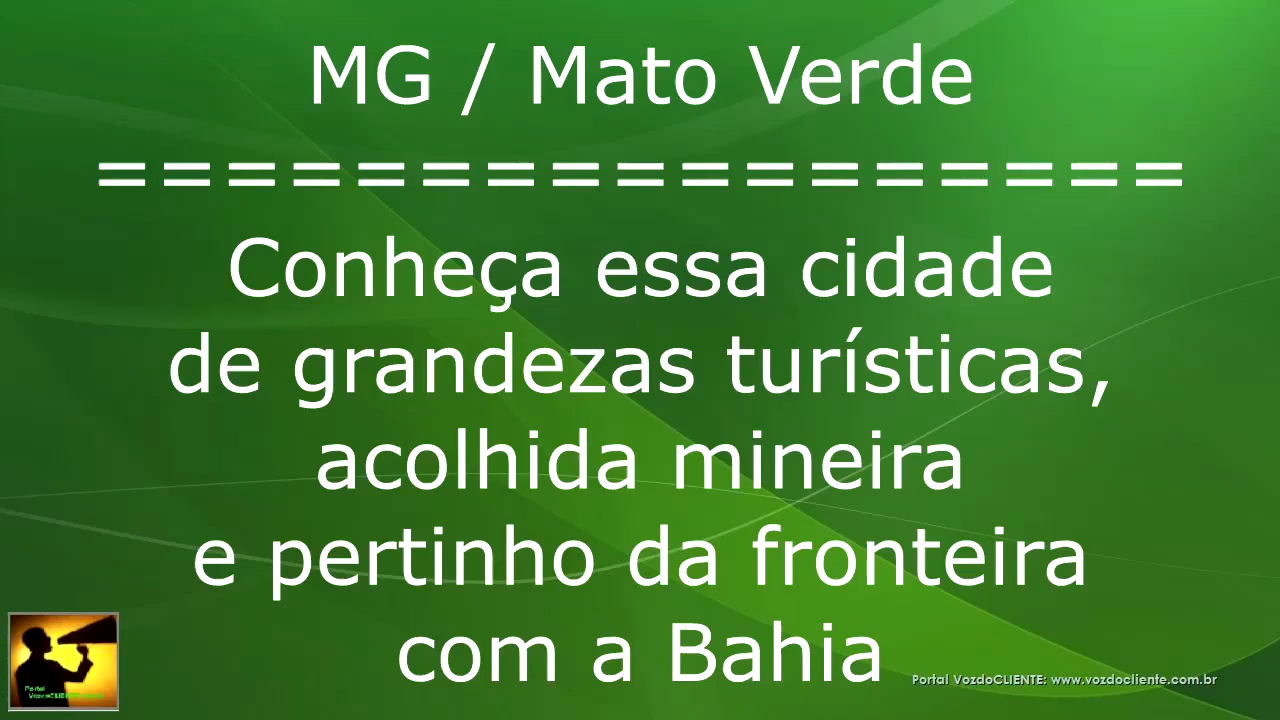 MG / Mato Verde
=================
Conheça essa cidade
de grandezas turísticas,
acolhida mineira
e pertinho da fronteira
com a Bahia
Portal VozdoCLIENTE: www.vozdocliente.com.br
Portal